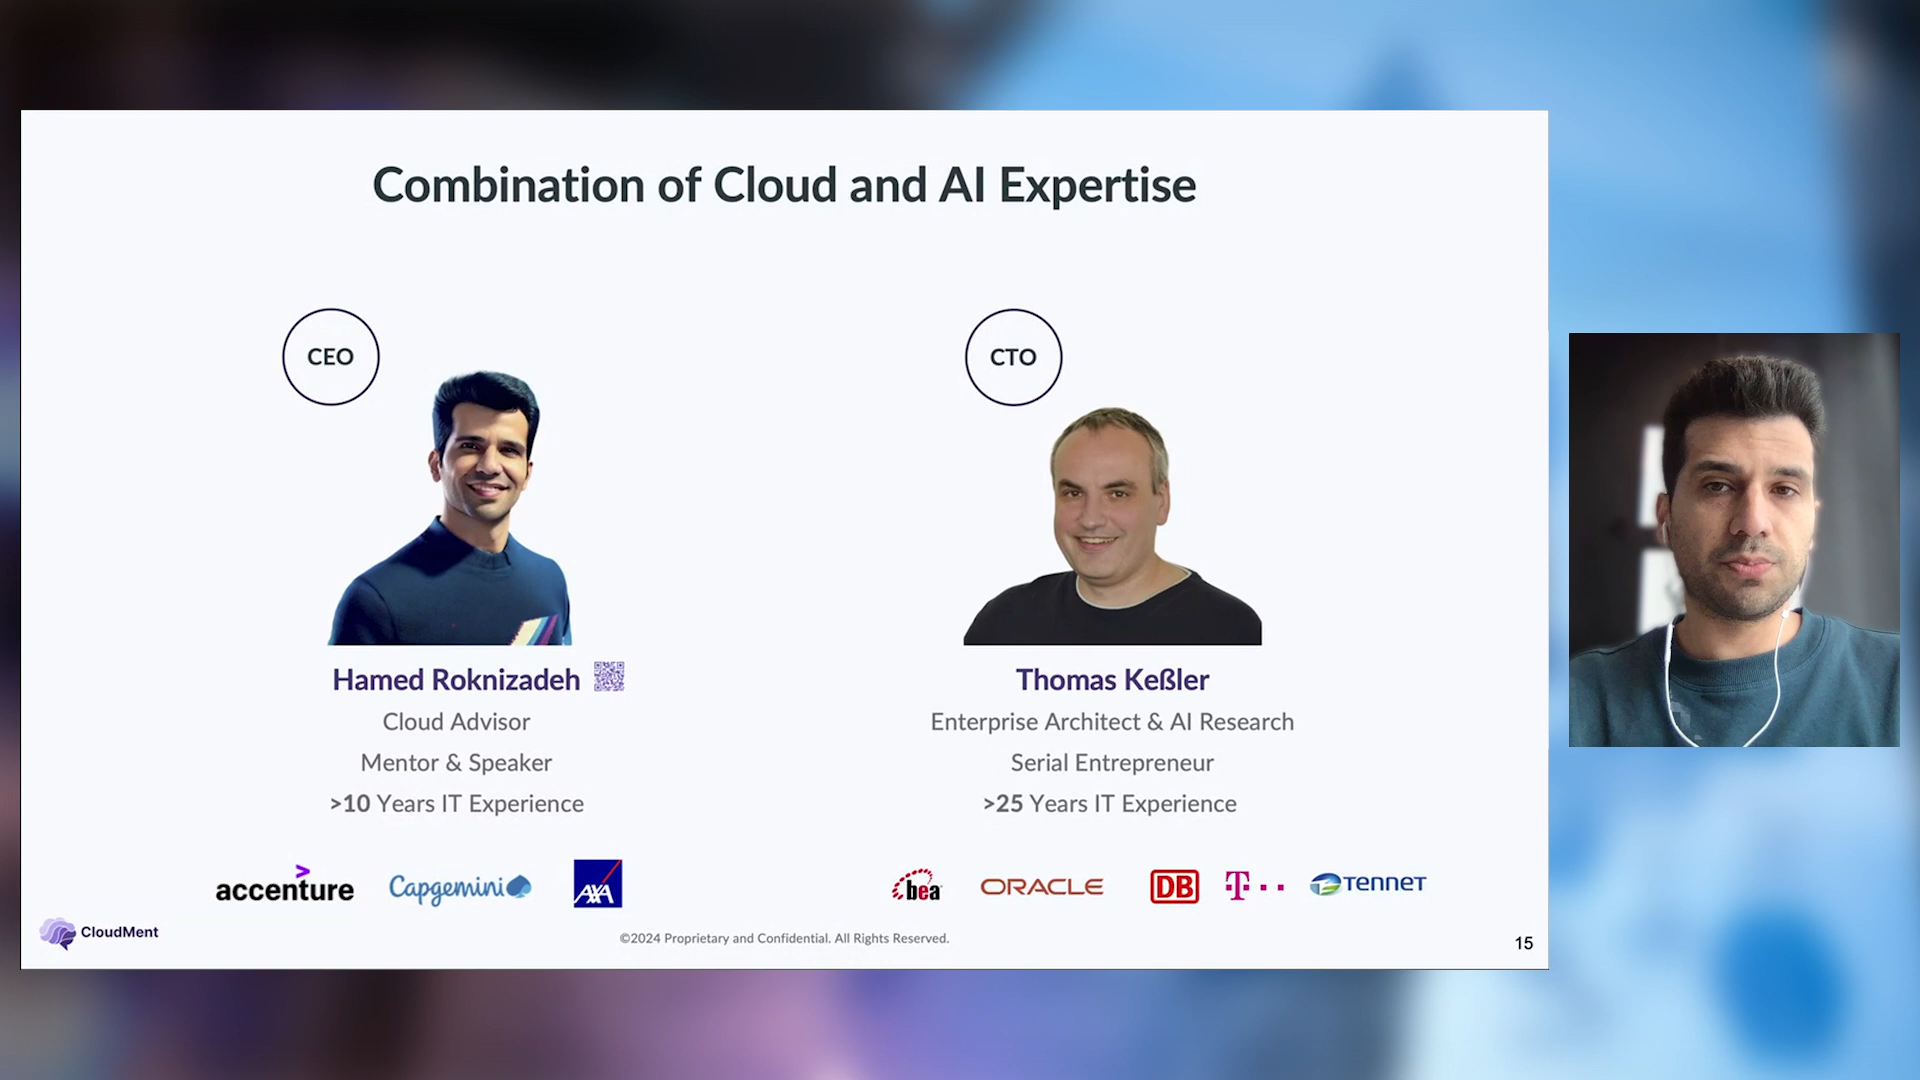 Combination of Cloud and AI Expertise
CEO
Hamed Roknizadeh
Cloud Advisor
Mentor & Speaker
>10 Years IT Experience
accenture
Capgemini
AXA
CTO
Thomas Keßler
Enterprise Architect & AI Research
Serial Entrepreneur
>25 Years IT Experience
bea
ORACLE
DB
T
TENNET
CloudMent
©2024 Proprietary and Confidential. All Rights Reserved.
15